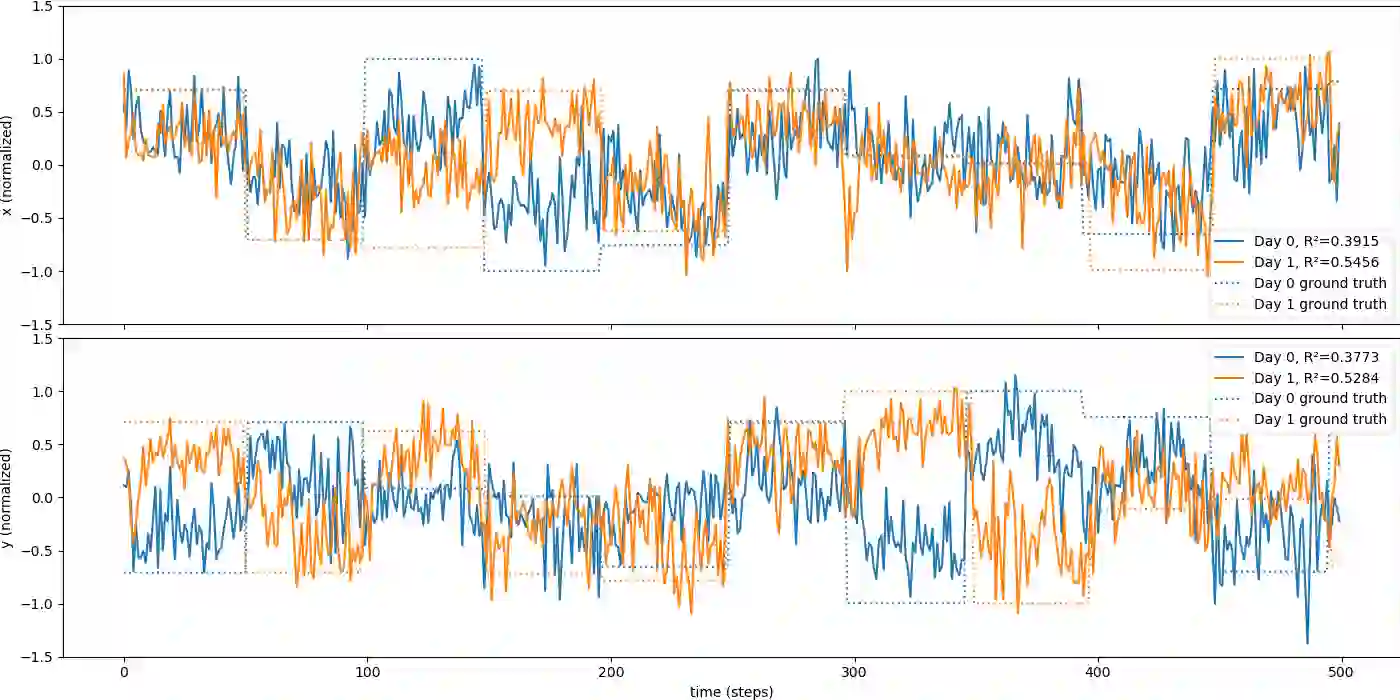 1.5
1.0
0.5
0.0
−0.5
−1.0
−1.5
x (normalized)
Day 0, R²=0.3915
Day 1, R²=0.5456
Day 0 ground truth
Day 1 ground truth
1.5
1.0
0.5
0.0
−0.5
−1.0
−1.5
y (normalized)
Day 0, R²=0.3773
Day 1, R²=0.5284
Day 0 ground truth
Day 1 ground truth
0 100 200 300 400 500
time (steps)